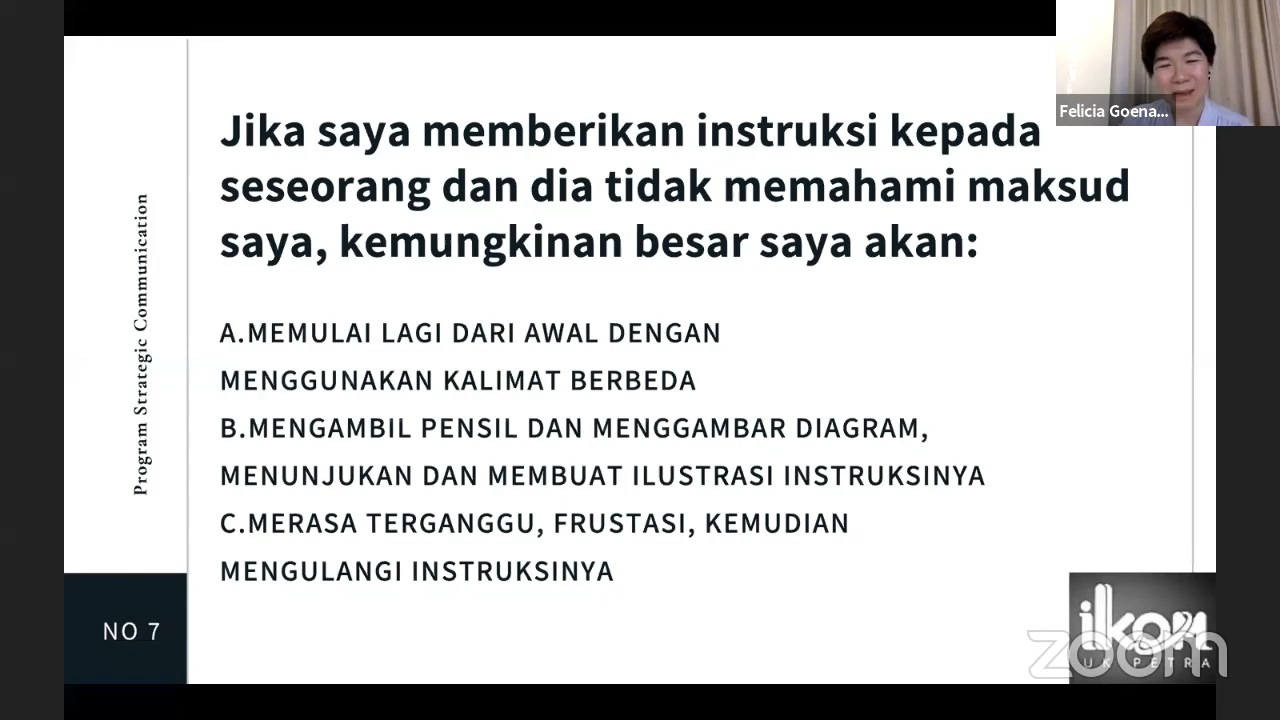 Felicia Goena...
Jika saya memberikan instruksi kepada
seseorang dan dia tidak memahami maksud
saya, kemungkinan besar saya akan:
A.MEMULAI LAGI DARI AWAL DENGAN
MENGGUNAKAN KALIMAT BERBEDA
B.MENGAMBIL PENSIL DAN MENGGAMBAR DIAGRAM,
MENUNJUKAN DAN MEMBUAT ILUSTRASI INSTRUKSINYA
C.MERASA TERGANGGU, FRUSTASI, KEMUDIAN
MENGULANGI INSTRUKSINYA
Program Strategic Communication
NO 7
ikom
UK PETRA
zoom